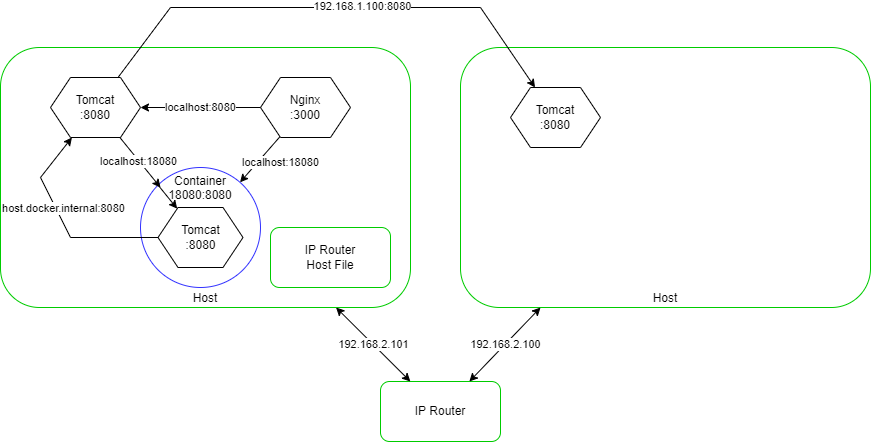 192.168.1.100:8080
Tomcat
:8080
localhost:8080
Nginx
:3000
Tomcat
:8080
localhost:18080
localhost:18080
Container
18080:8080
host.docker.internal:8080
Tomcat
:8080
IP Router
Host File
Host
Host
192.168.2.101
192.168.2.100
IP Router